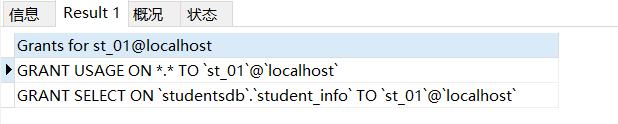 信息 Result 1 概况 状态
Grants for st_01@localhost
GRANT USAGE ON *.* TO `st_01`@`localhost`
GRANT SELECT ON `studentsdb`.`student_info` TO `st_01`@`localhost`